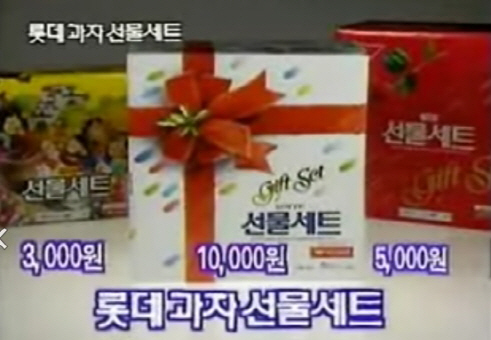 롯데 과자 선물세트
선물세트
Gift Set
선물세트
선물세트
Gift S
3,000원
10,000원
5,000원
롯데 과자 선물세트